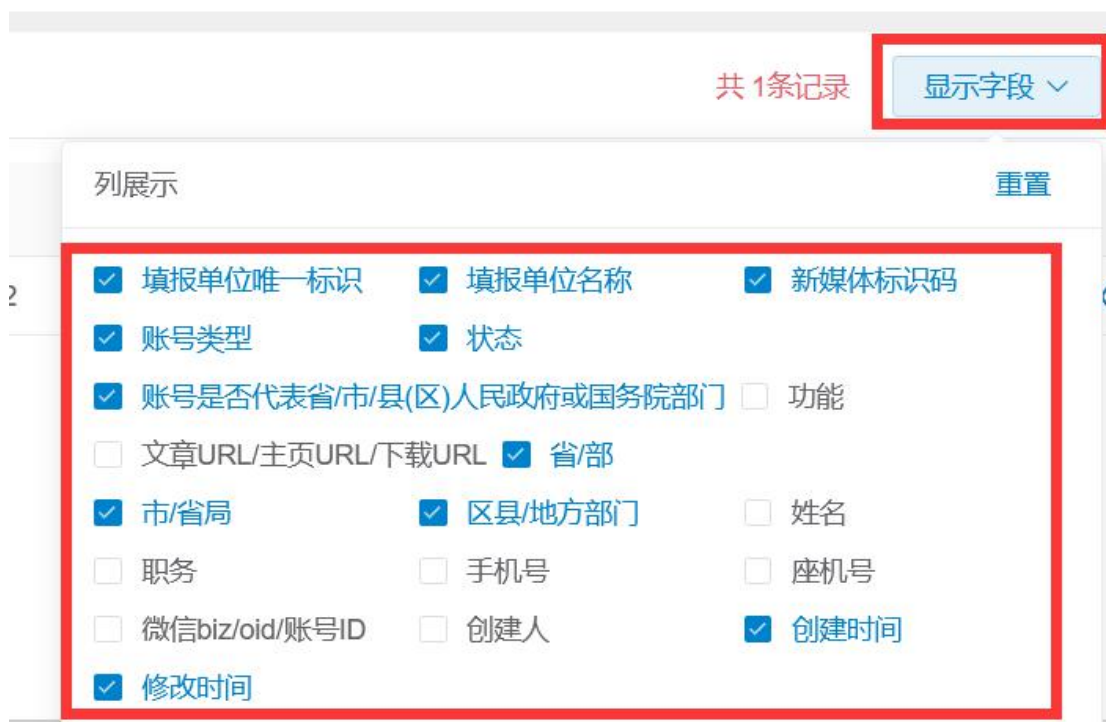 共 1条记录 显示字段
列展示 重置
2
填报单位唯一标识 填报单位名称 新媒体标识码
账号类型 状态
账号是否代表省/市/县(区)人民政府或国务院部门 功能
文章URL/主页URL/下载URL 省/部
市/省局 区县/地方部门 姓名
职务 手机号 座机号
微信biz/oid/账号ID 创建人 创建时间
修改时间